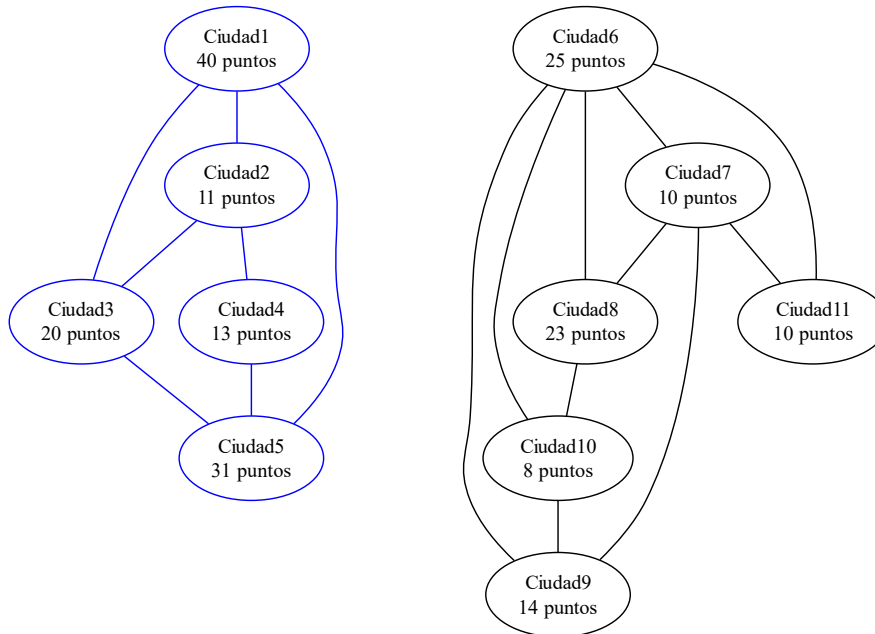 Ciudad1
40 puntos
Ciudad6
25 puntos
Ciudad2
11 puntos
Ciudad7
10 puntos
Ciudad3
20 puntos
Ciudad4
13 puntos
Ciudad8
23 puntos
Ciudad11
10 puntos
Ciudad5
31 puntos
Ciudad10
8 puntos
Ciudad9
14 puntos